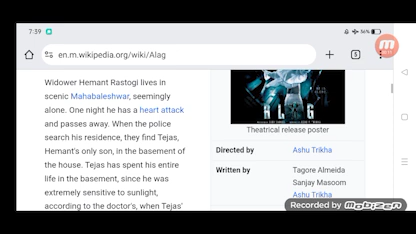 7:39
56%
en.m.wikipedia.org/wiki/Alag
5
Widower Hemant Rastogi lives in
scenic Mahabaleshwar, seemingly
alone. One night he has a heart attack
and passes away. When the police
search his residence, they find Tejas,
Hemant's only son, in the basement of
the house. Tejas has spent his entire
life in the basement, since he was
extremely sensitive to sunlight,
according to the doctor's, when Tejas'
Theatrical release poster
Directed by
Ashu Trikha
Written by
Tagore Almeida
Sanjay Masoom
Ashu Trikha
Recorded by
mobizen